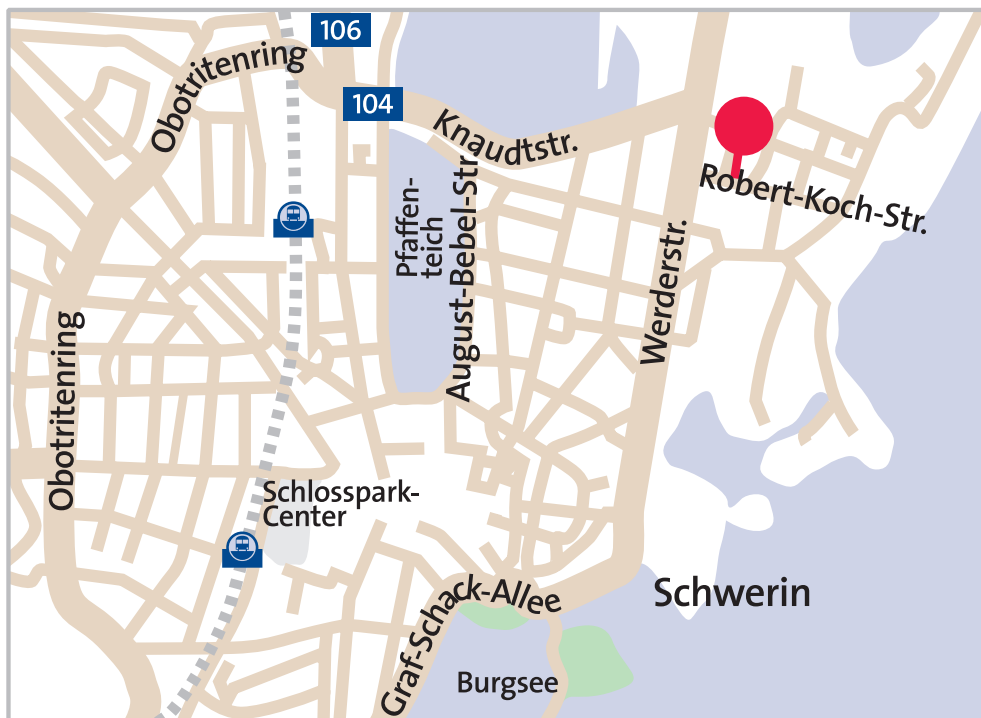 106
Obotritenring
104
Knaudtstr.
Robert-Koch-Str.
Pfaffen-
teich
August-Bebel-Str.
Werderstr.
Obotritenring
Schlosspark-
Center
Schwerin
Graf-Schack-Allee
Burgsee